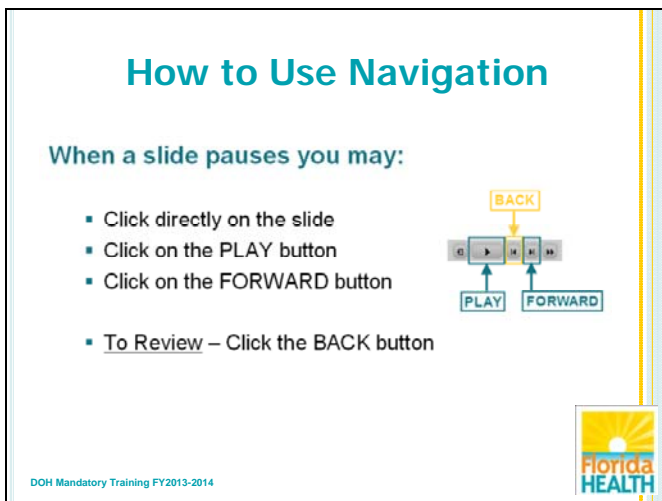 How to Use Navigation
When a slide pauses you may:
▪ Click directly on the slide
▪ Click on the PLAY button
▪ Click on the FORWARD button
▪ To Review – Click the BACK button
BACK
PLAY
FORWARD
DOH Mandatory Training FY2013-2014
Florida
HEALTH